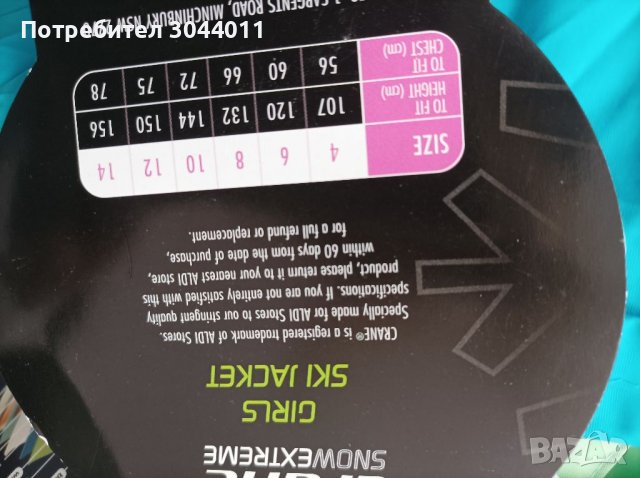 Потребител 3044011
CRANE
SNOWEXTREME
GIRLS
SKI JACKET
CRANE® is a registered trademark of ALDI Stores.
Specially made for ALDI Stores to our stringent quality
specifications. If you are not entirely satisfied with this
product, please return it to your nearest ALDI store,
within 60 days from the date of purchase,
for a full refund or replacement.
SIZE 4 6 8 10 12 14
TO FIT HEIGHT (cm) 107 120 132 144 150 156
TO FIT CHEST (cm) 56 60 66 72 75 78
SARGENTS ROAD, MINCHINBURY NSW
BAZAR